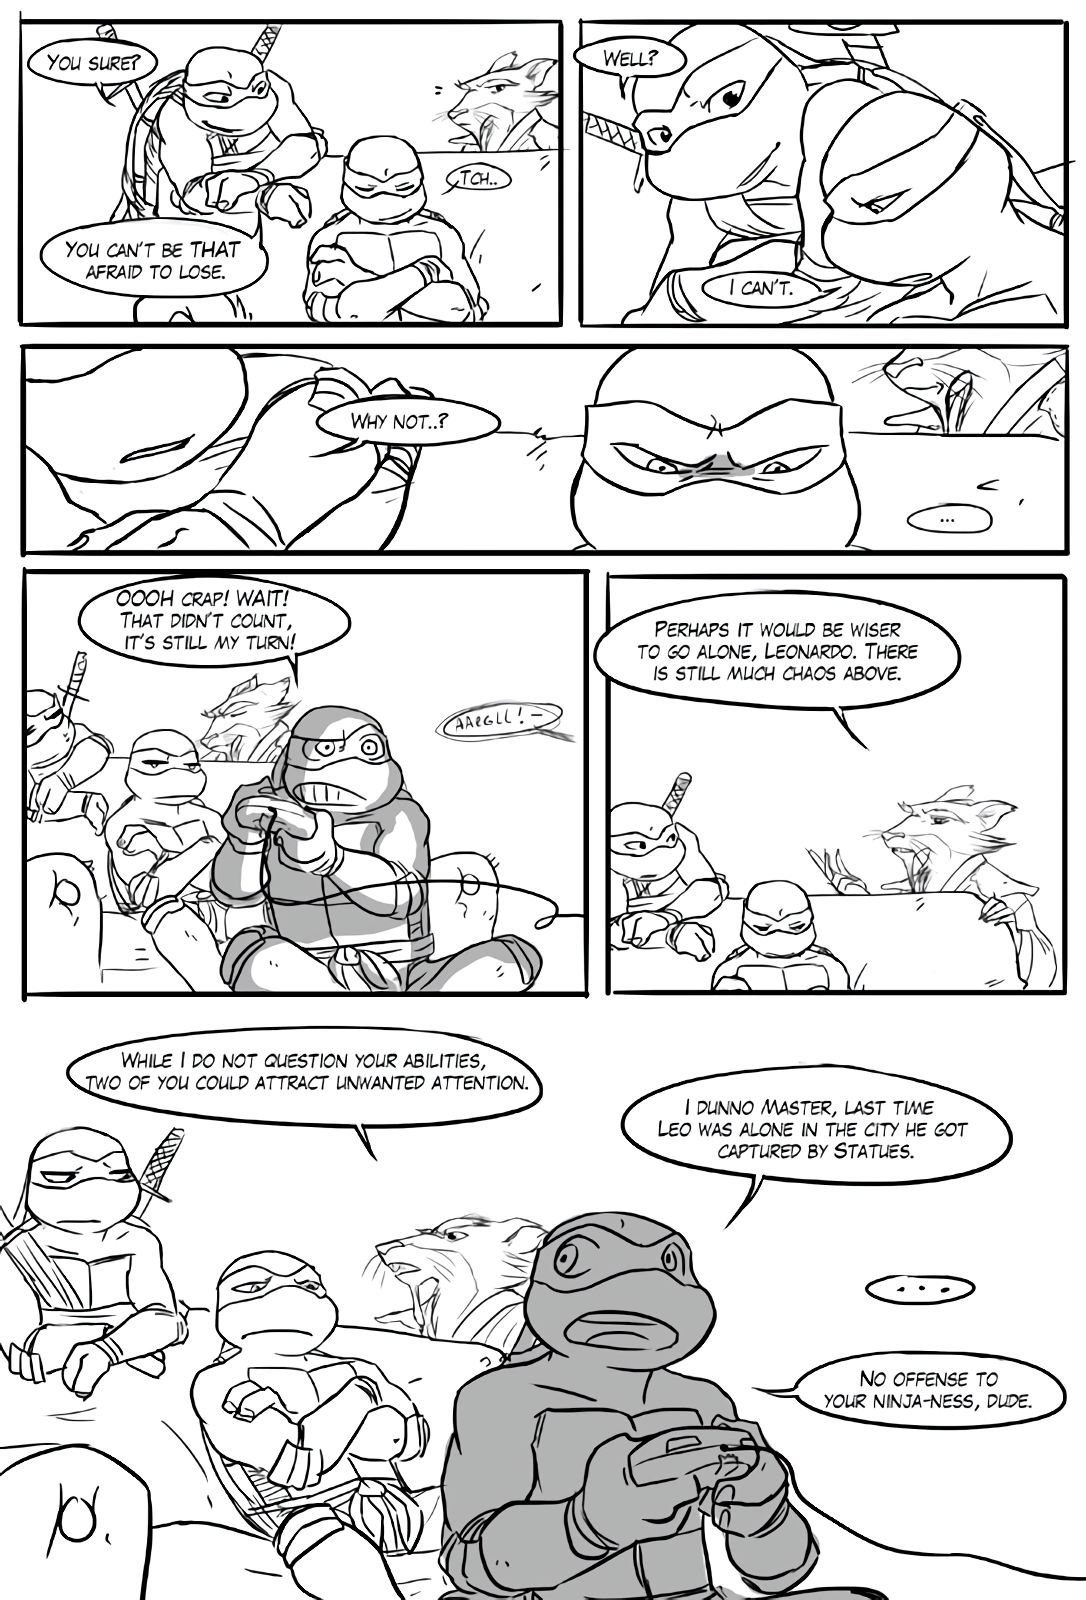 You sure?
Tch..
You can't be THAT
afraid to lose.
Well?
I can't.
Why not..?
...
OOOH crap! WAIT!
That didn't count,
it's still my turn!
AARGLL!-
Perhaps it would be wiser
to go alone, Leonardo. There
is still much chaos above.
While I do not question your abilities,
two of you could attract unwanted attention.
I dunno Master, last time
Leo was alone in the city he got
captured by Statues.
...
No offense to
your ninja-ness, dude.